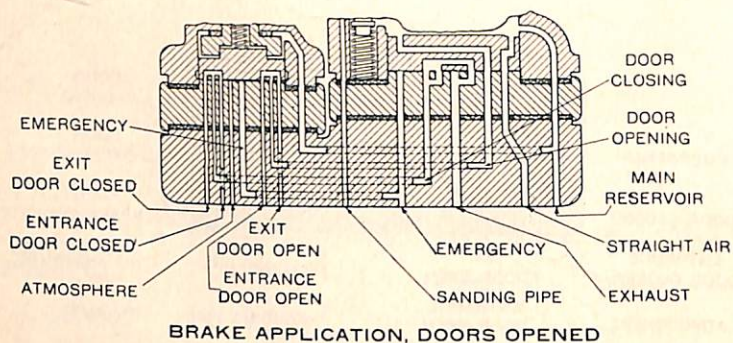 DOOR
CLOSING
DOOR
OPENING
EMERGENCY
EXIT
DOOR CLOSED
MAIN
RESERVOIR
ENTRANCE
DOOR CLOSED
EXIT
DOOR OPEN
EMERGENCY
STRAIGHT AIR
ATMOSPHERE
ENTRANCE
DOOR OPEN
SANDING PIPE
EXHAUST
BRAKE APPLICATION, DOORS OPENED